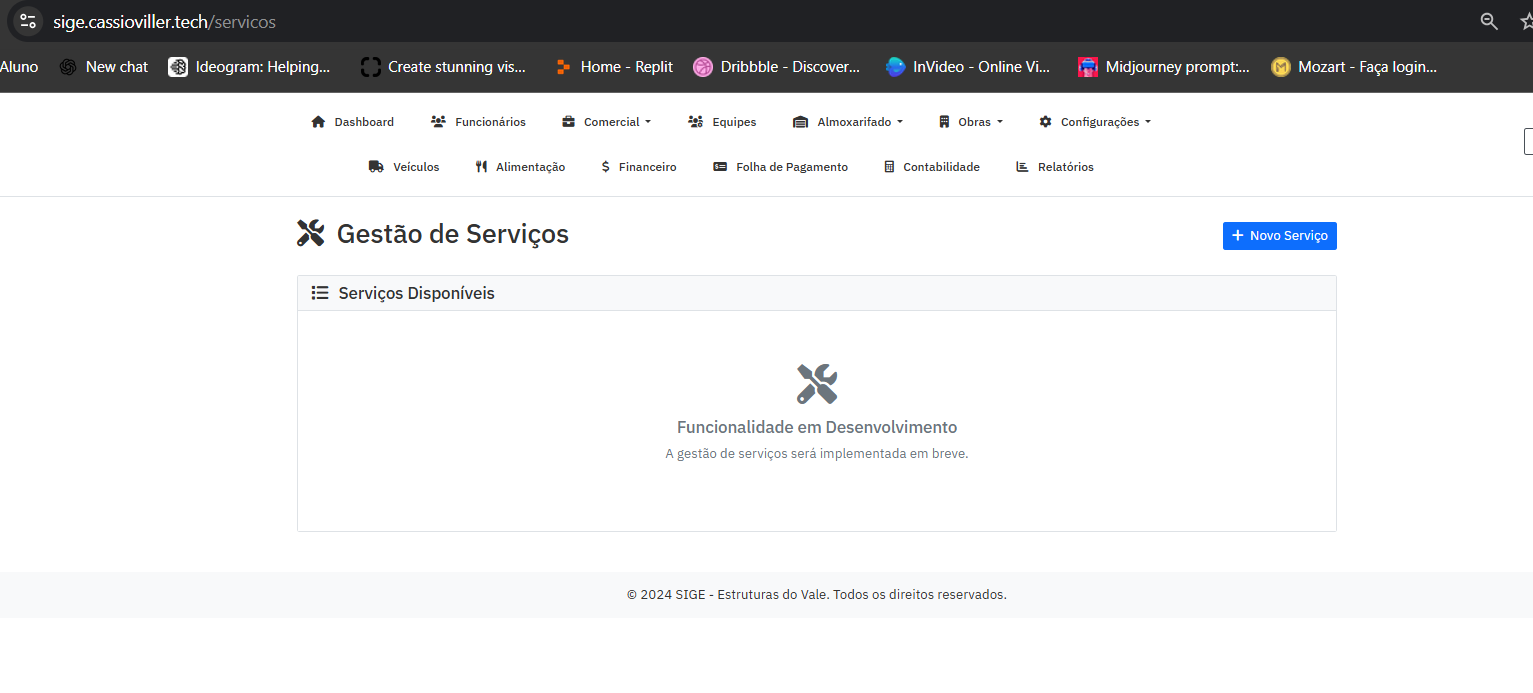 sige.cassioviller.tech/servicos
Aluno New chat Ideogram: Helping... Create stunning vis... Home - Replit Dribbble - Discover... InVideo - Online Vi... Midjourney prompt:... Mozart - Faça login...
Dashboard Funcionários Comercial Equipes Almoxarifado Obras Configurações
Veículos Alimentação Financeiro Folha de Pagamento Contabilidade Relatórios
Gestão de Serviços
+ Novo Serviço
Serviços Disponíveis
Funcionalidade em Desenvolvimento
A gestão de serviços será implementada em breve.
© 2024 SIGE - Estruturas do Vale. Todos os direitos reservados.